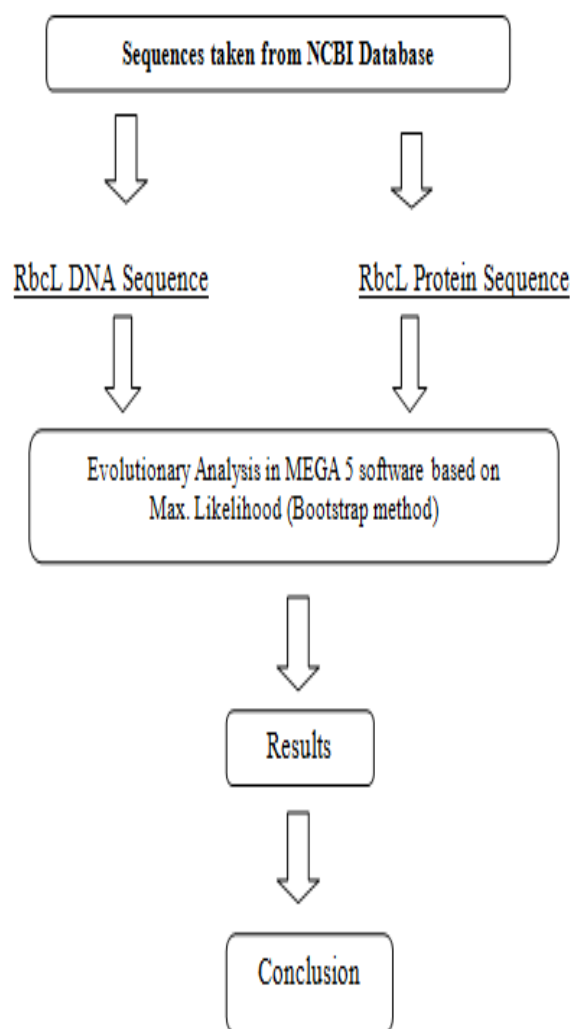 Sequences taken from NCBI Database
RbcL DNA Sequence
RbcL Protein Sequence
Evolutionary Analysis in MEGA 5 software based on
Max. Likelihood (Bootstrap method)
Results
Conclusion